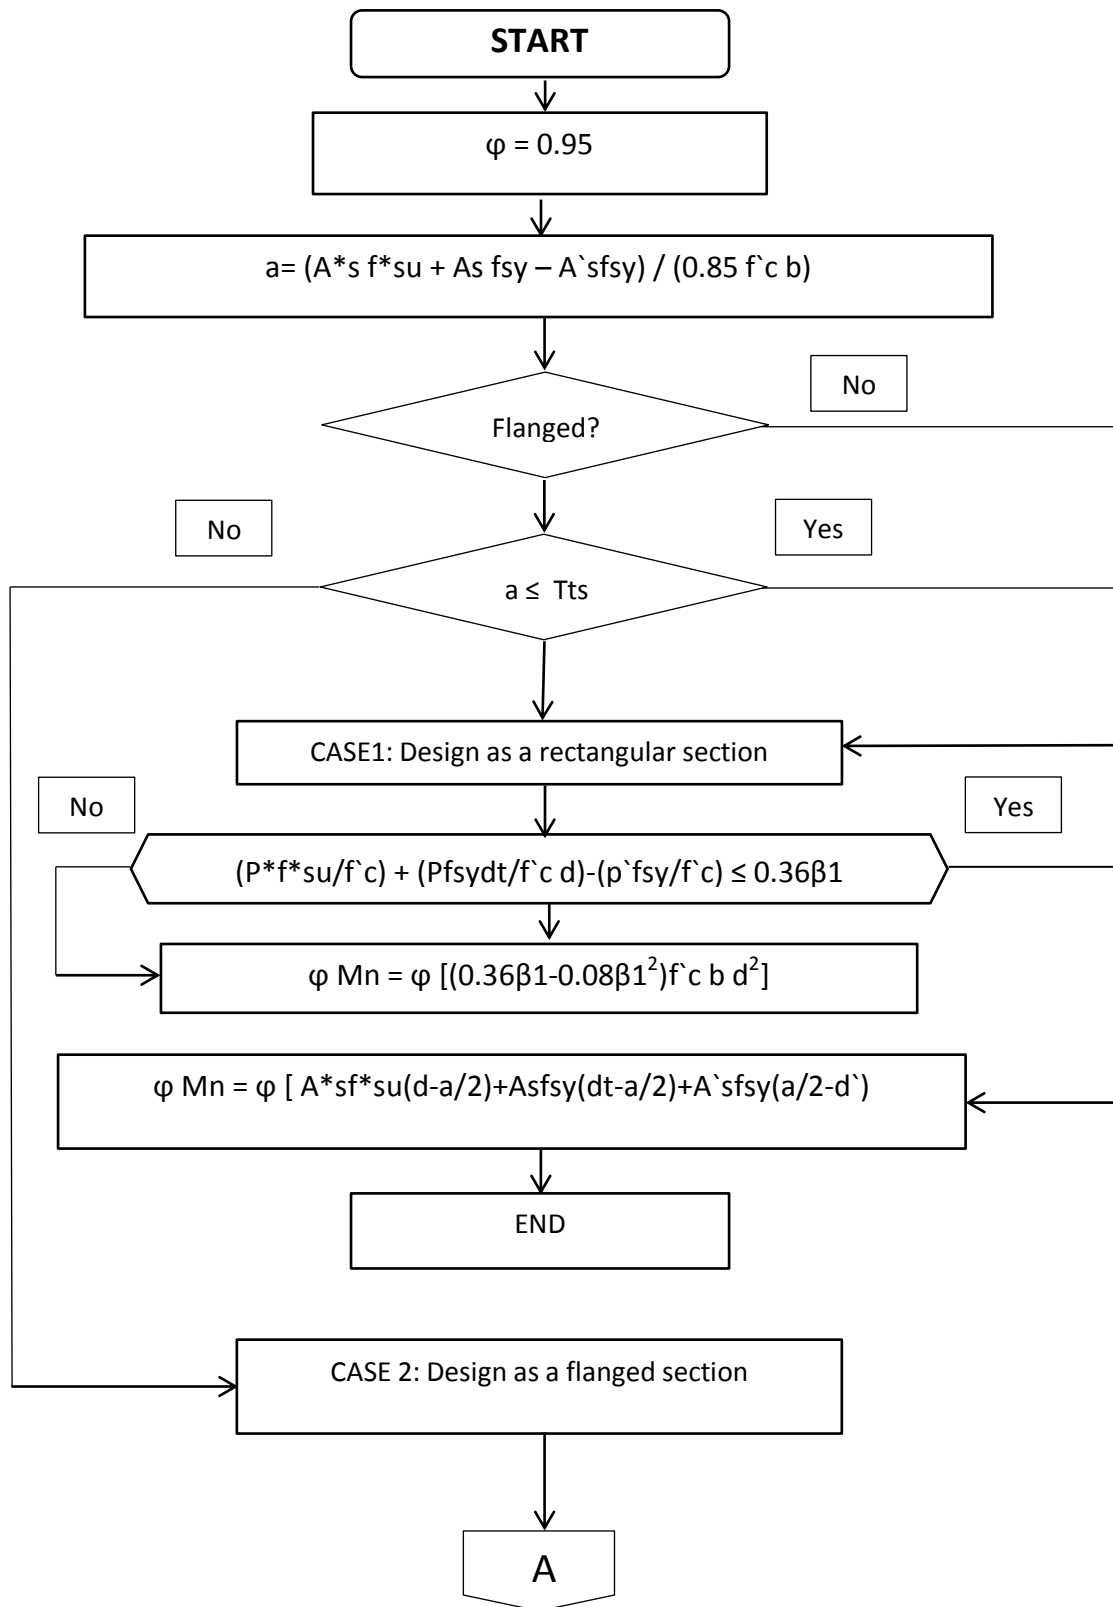 START
φ = 0.95
a= (A*s f*su + As fsy – A`sfsy) / (0.85 f`c b)
No
Flanged?
No
Yes
a ≤ Tts
CASE1: Design as a rectangular section
No
Yes
(P*f*su/f`c) + (Pfsydt/f`c d)-(p`fsy/f`c) ≤ 0.36β1
φ Mn = φ [(0.36β1-0.08β1²)f`c b d²]
φ Mn = φ [ A*sf*su(d-a/2)+Asfsy(dt-a/2)+A`sfsy(a/2-d`)
END
CASE 2: Design as a flanged section
A